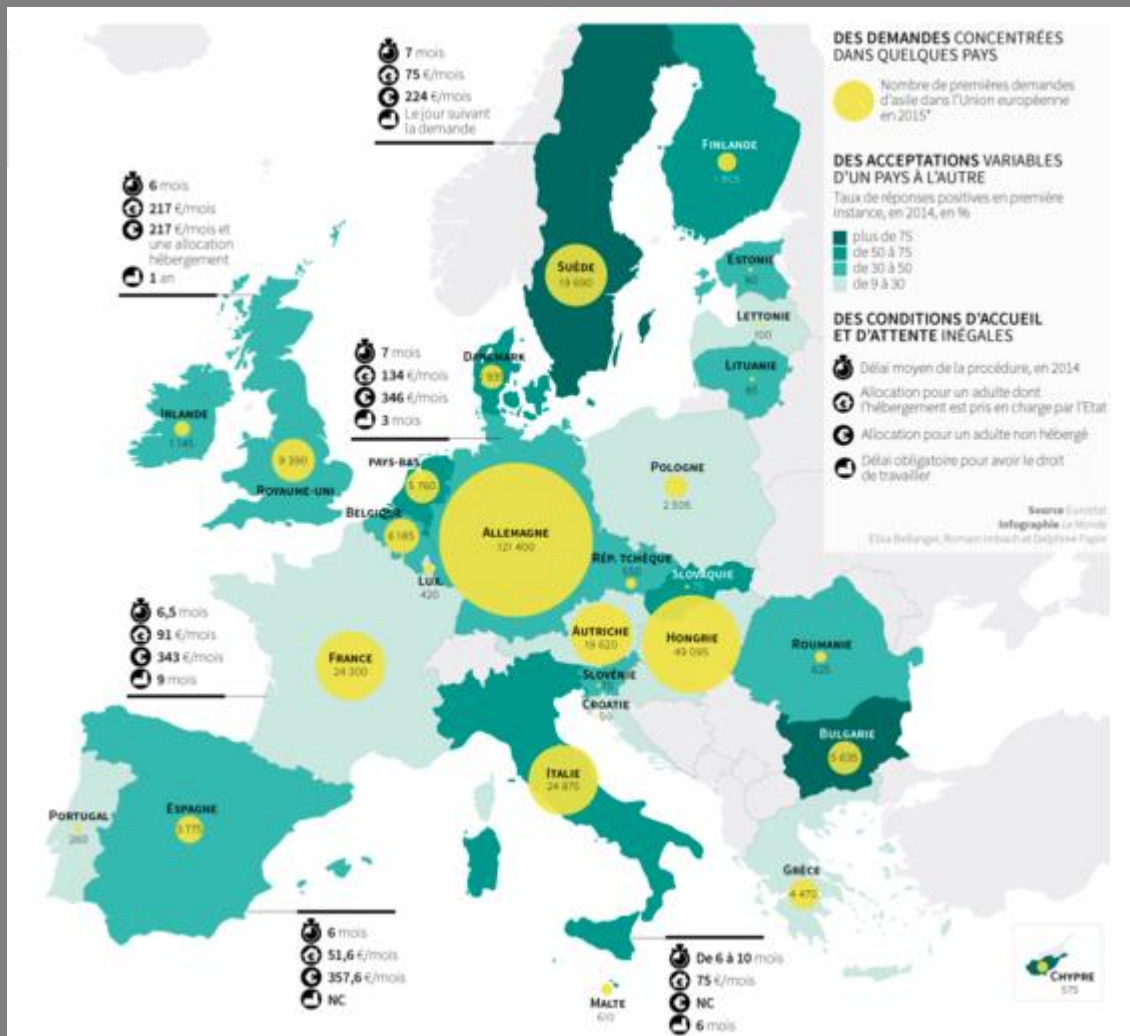 DES DEMANDES CONCENTRÉES
DANS QUELQUES PAYS
Nombre de premières demandes
d'asile dans l'Union européenne
en 2015*
DES ACCEPTATIONS VARIABLES
D'UN PAYS À L'AUTRE
Taux de réponses positives en première
instance, en 2014, en %
plus de 75
de 50 à 75
de 30 à 50
de 9 à 30
DES CONDITIONS D'ACCUEIL
ET D'ATTENTE INÉGALES
Délai moyen de la procédure, en 2014
Allocation pour un adulte dont
l'hébergement est pris en charge par l'Etat
Allocation pour un adulte non hébergé
Délai obligatoire pour avoir le droit
de travailler
Source Eurostat
Infographie Le Monde
7 mois
75 €/mois
224 €/mois
Le jour suivant
la demande
6 mois
217 €/mois
217 €/mois et
une allocation
hébergement
1 an
7 mois
134 €/mois
346 €/mois
3 mois
6,5 mois
91 €/mois
343 €/mois
9 mois
6 mois
51,6 €/mois
357,6 €/mois
NC
De 6 à 10 mois
75 €/mois
NC
6 mois
FINLANDE
SUÈDE
19 690
ESTONIE
LETTONIE
100
LITUANIE
DANEMARK
IRLANDE
1 145
9 390
ROYAUME-UNI
PAYS-BAS
5 760
BELGIQUE
6 185
LUX.
420
ALLEMAGNE
121 400
POLOGNE
RÉP. TCHÈQUE
SLOVAQUIE
AUTRICHE
19 620
HONGRIE
49 095
ROUMANIE
SLOVÉNIE
CROATIE
FRANCE
24 300
BULGARIE
ITALIE
PORTUGAL
260
ESPAGNE
3 775
GRÈCE
4 470
MALTE
610
CHYPRE
575